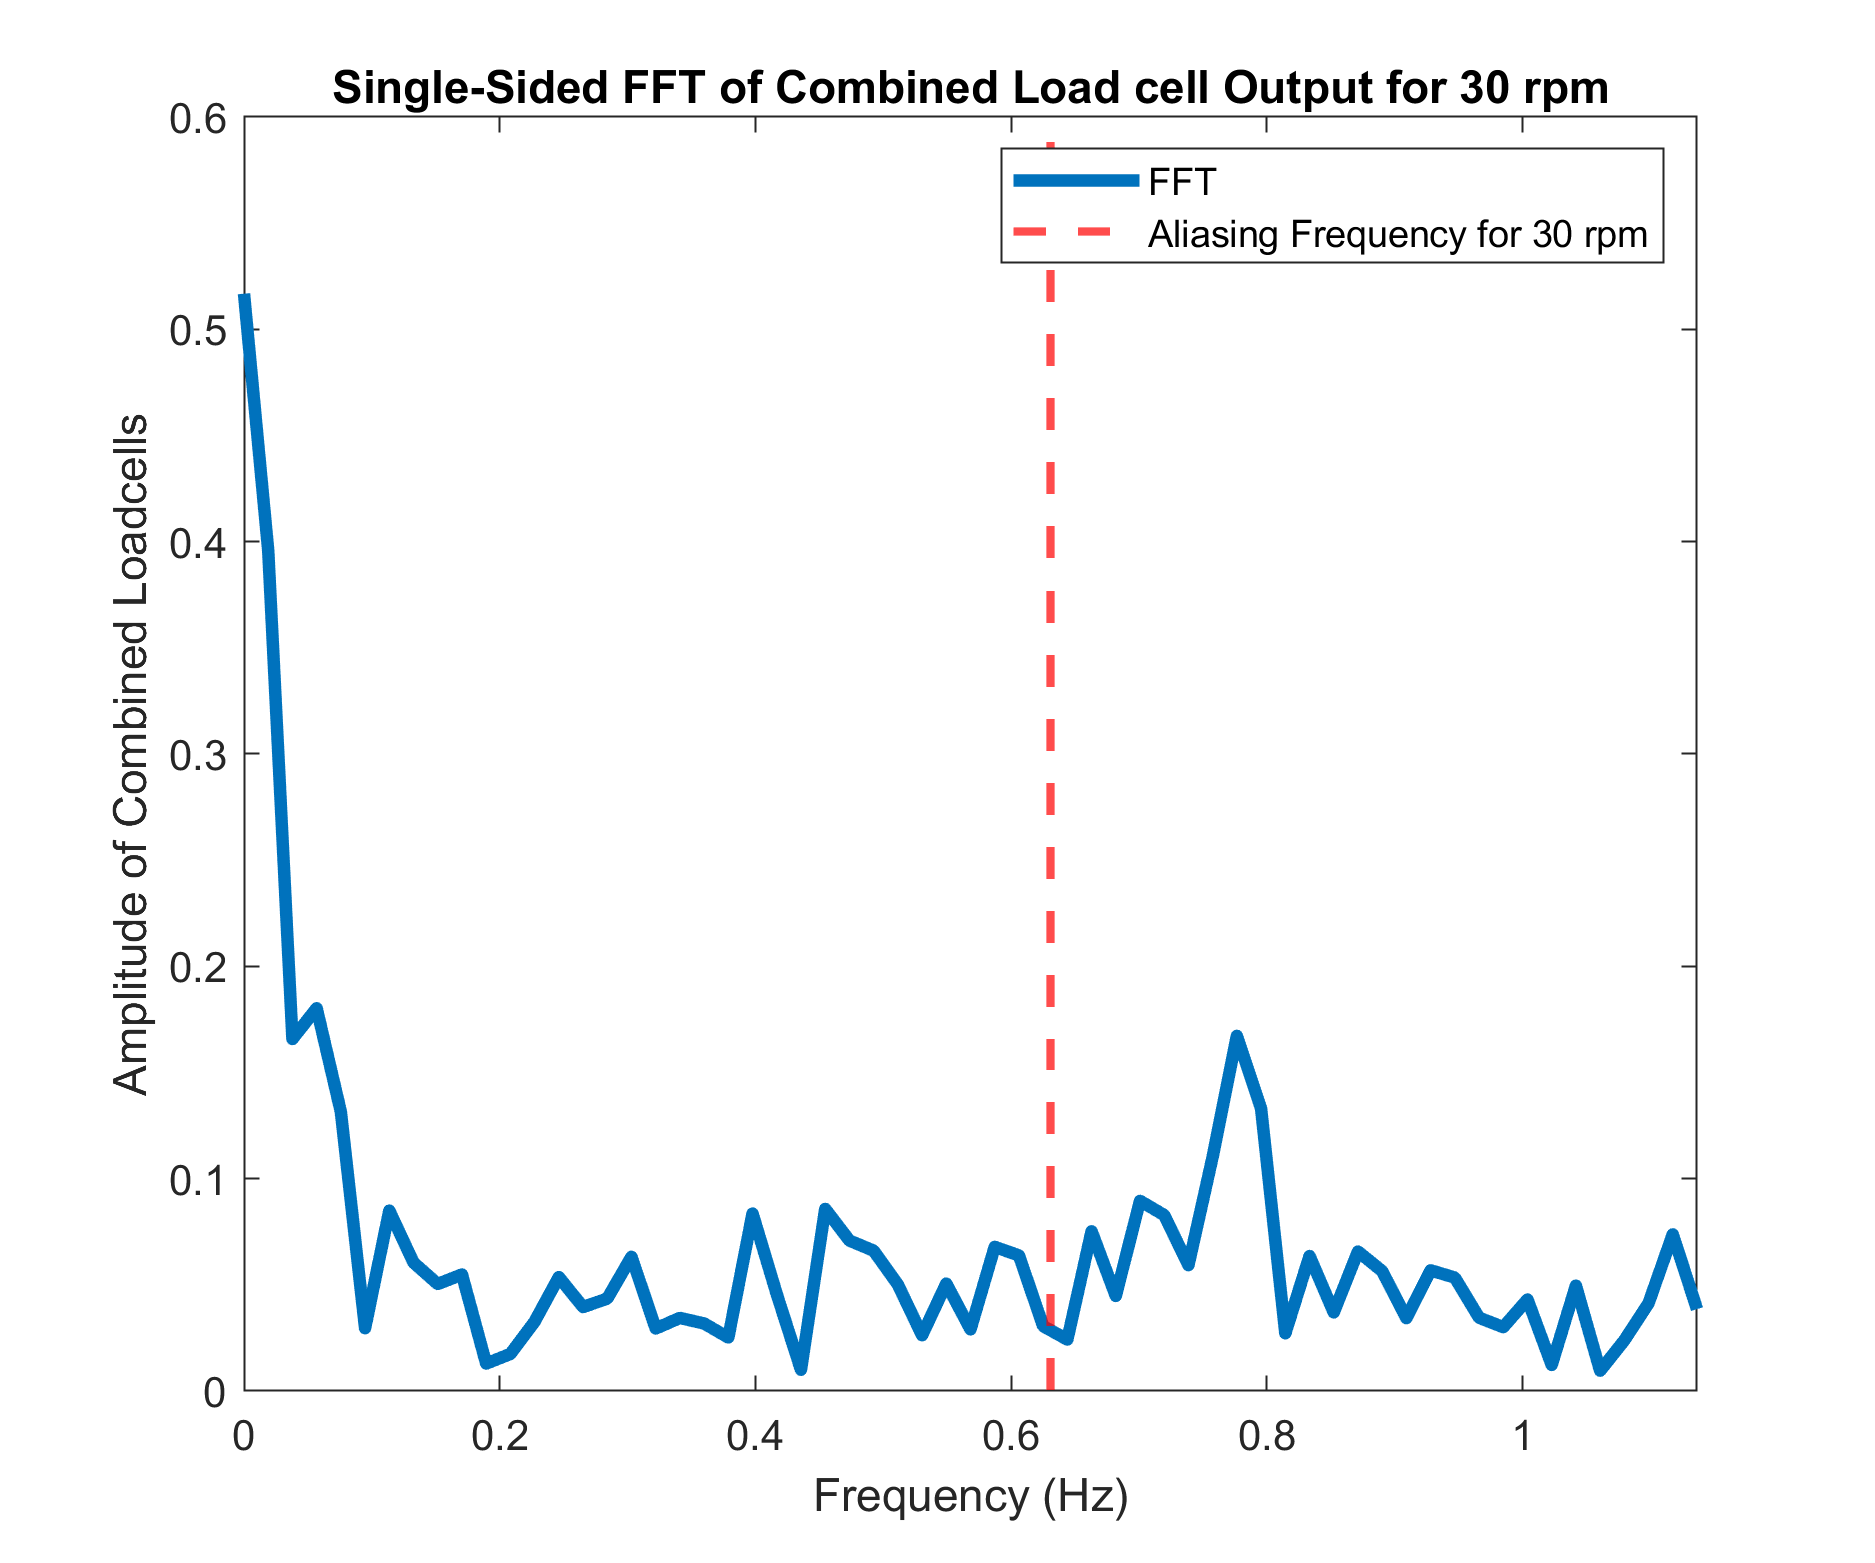 Single-Sided FFT of Combined Load cell Output for 30 rpm
FFT
Aliasing Frequency for 30 rpm
Amplitude of Combined Loadcells
0.6
0.5
0.4
0.3
0.2
0.1
0
0 0.2 0.4 0.6 0.8 1
Frequency (Hz)